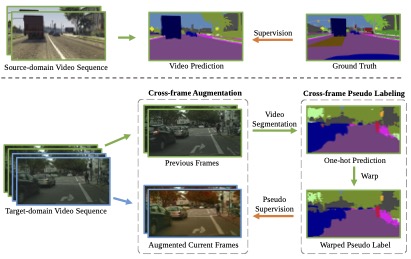 Supervision
Source-domain Video Sequence
Video Prediction
Ground Truth
Cross-frame Augmentation
Cross-frame Pseudo Labeling
Video
Segmentation
Previous Frames
One-hot Prediction
Warp
Target-domain Video Sequence
Pseudo
Supervision
Augmented Current Frames
Warped Pseudo Label